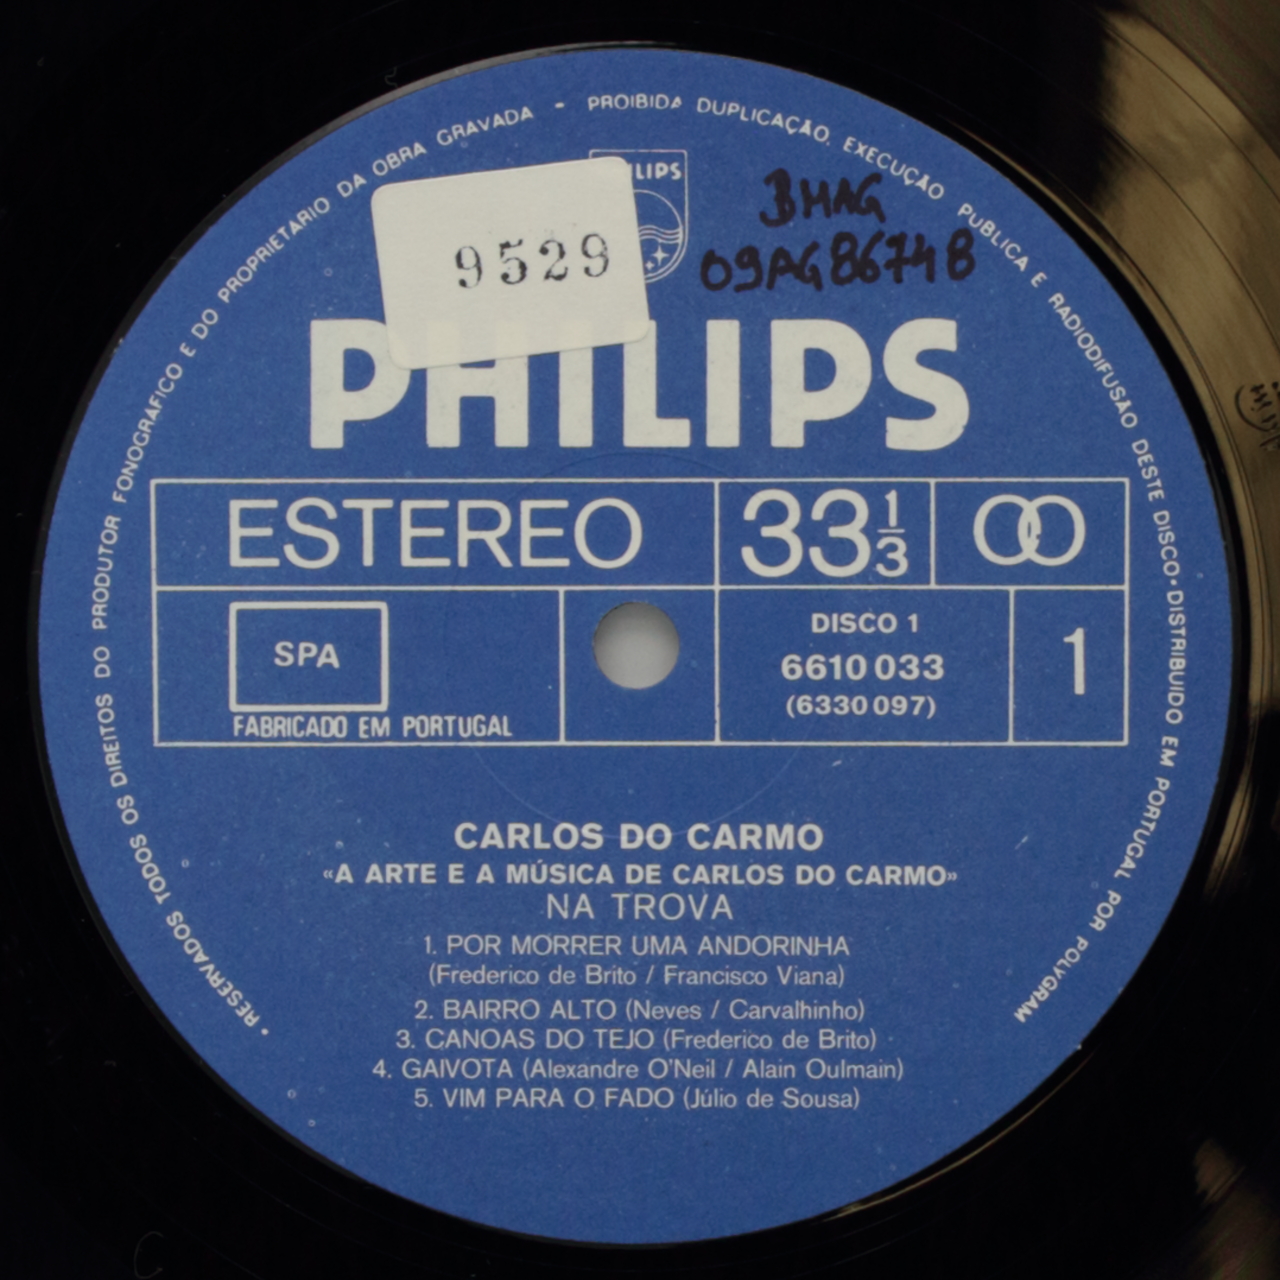 • RESERVADOS TODOS OS DIREITOS DO PRODUTOR FONOGRAFICO E DO PROPRIETARIO DA OBRA GRAVADA - PROIBIDA DUPLICAÇÃO, EXECUÇÃO PUBLICA E RADIODIFUSÃO DESTE DISCO • DISTRIBUIDO EM PORTUGAL POR POLYGRAM
9529
BMAG
09AG86748
PHILIPS
ESTEREO
33 1/3
SPA
FABRICADO EM PORTUGAL
DISCO 1
6610 033
(6330 097)
1
CARLOS DO CARMO
«A ARTE E A MÚSICA DE CARLOS DO CARMO»
NA TROVA
1. POR MORRER UMA ANDORINHA
(Frederico de Brito / Francisco Viana)
2. BAIRRO ALTO (Neves / Carvalhinho)
3. CANOAS DO TEJO (Frederico de Brito)
4. GAIVOTA (Alexandre O'Neil / Alain Oulmain)
5. VIM PARA O FADO (Júlio de Sousa)